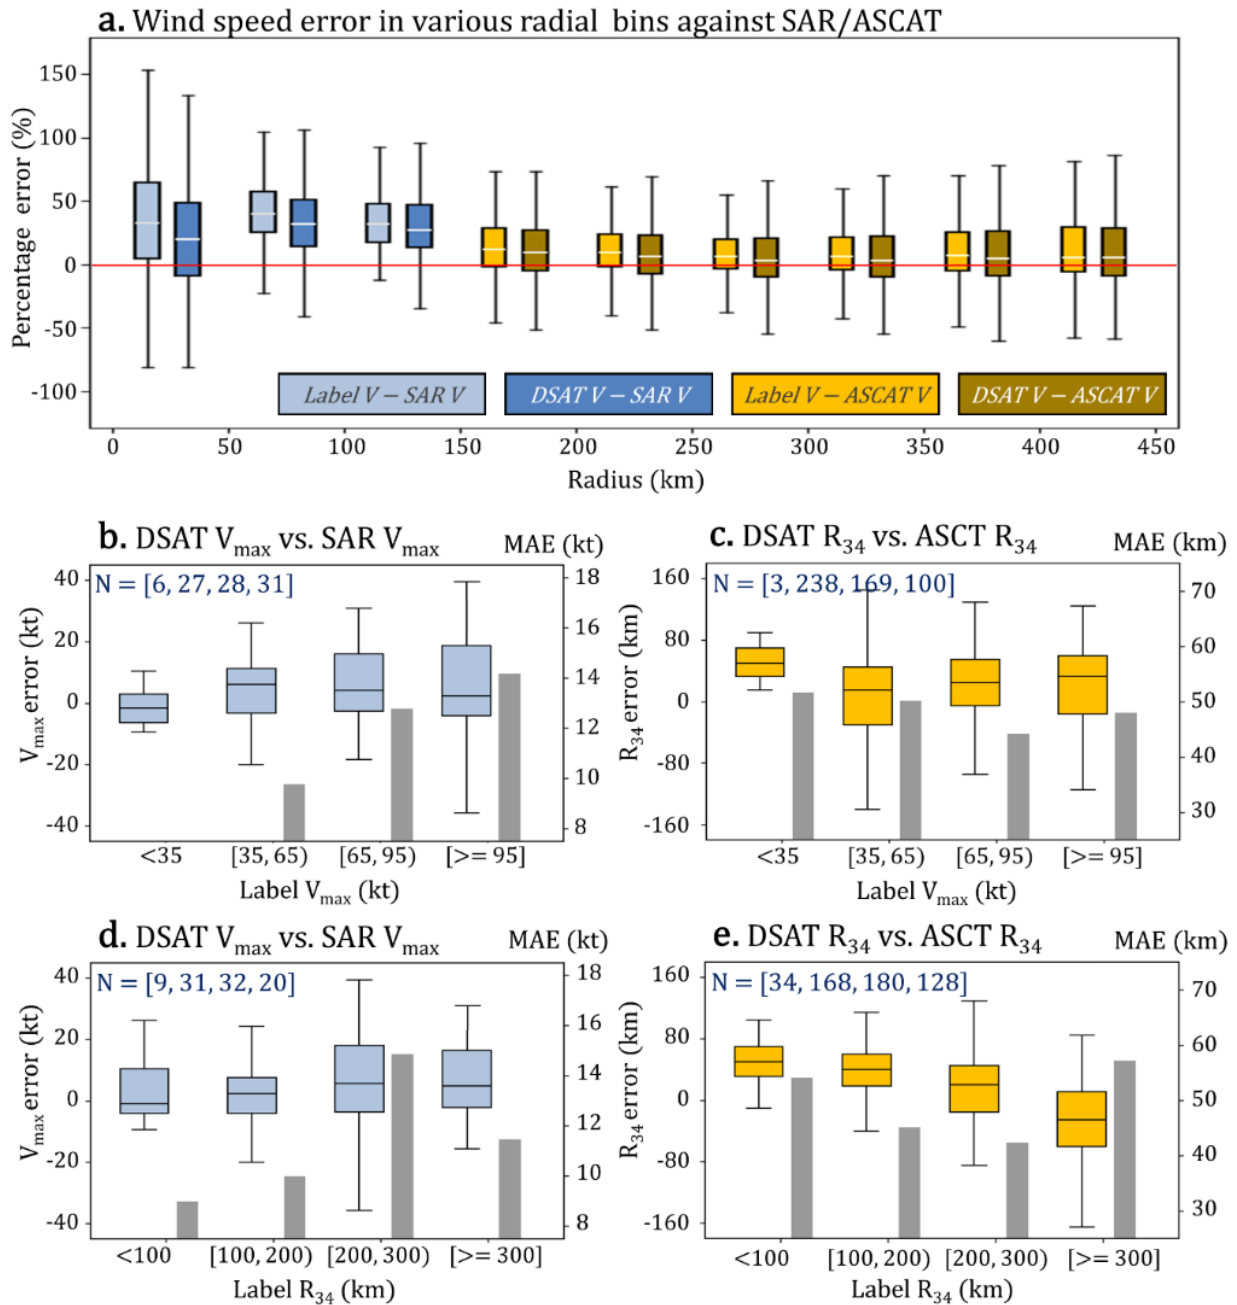 a. Wind speed error in various radial bins against SAR/ASCAT
Percentage error (%)
150
100
50
0
-50
-100
Label V – SAR V
DSAT V – SAR V
Label V – ASCAT V
DSAT V – ASCAT V
0 50 100 150 200 250 300 350 400 450
Radius (km)
b. DSAT Vmax vs. SAR Vmax
MAE (kt)
N = [6, 27, 28, 31]
Vmax error (kt)
40
20
0
-20
-40
18
16
14
12
10
8
<35 [35, 65) [65, 95) [>= 95]
Label Vmax (kt)
c. DSAT R34 vs. ASCT R34
MAE (km)
N = [3, 238, 169, 100]
R34 error (km)
160
80
0
-80
-160
70
60
50
40
30
<35 [35, 65) [65, 95) [>= 95]
Label Vmax (kt)
d. DSAT Vmax vs. SAR Vmax
MAE (kt)
N = [9, 31, 32, 20]
Vmax error (kt)
40
20
0
-20
-40
18
16
14
12
10
8
<100 [100, 200) [200, 300) [>= 300]
Label R34 (km)
e. DSAT R34 vs. ASCT R34
MAE (km)
N = [34, 168, 180, 128]
R34 error (km)
160
80
0
-80
-160
70
60
50
40
30
<100 [100, 200) [200, 300) [>= 300]
Label R34 (km)